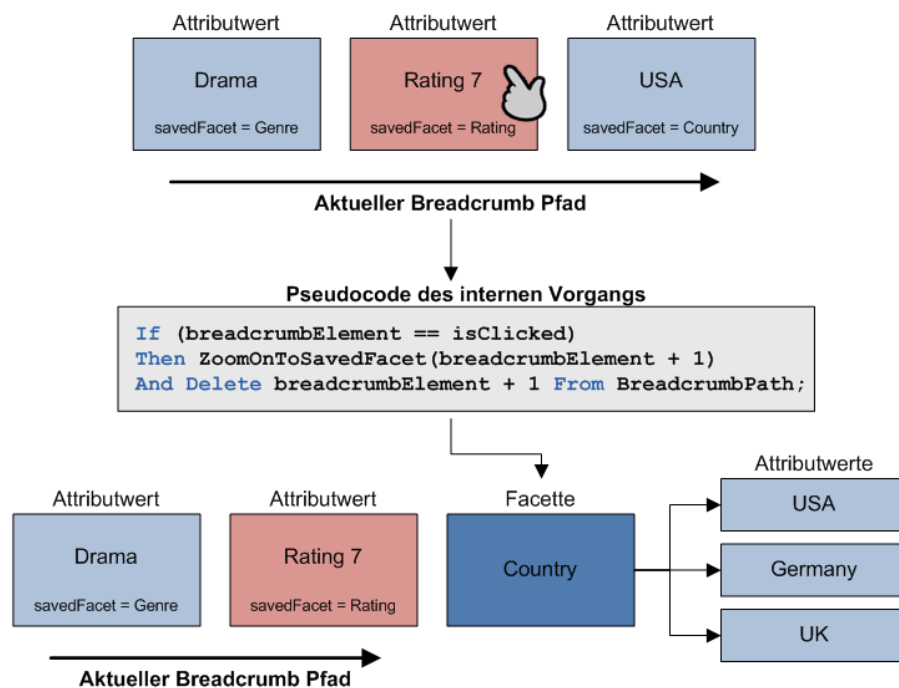 Attributwert Attributwert Attributwert
Drama Rating 7 USA
savedFacet = Genre savedFacet = Rating savedFacet = Country
Aktueller Breadcrumb Pfad
Pseudocode des internen Vorgangs
If (breadcrumbElement == isClicked)
Then ZoomOnToSavedFacet(breadcrumbElement + 1)
And Delete breadcrumbElement + 1 From BreadcrumbPath;
Attributwerte
Attributwert Attributwert Facette
USA
Drama Rating 7 Country Germany
savedFacet = Genre savedFacet = Rating
UK
Aktueller Breadcrumb Pfad